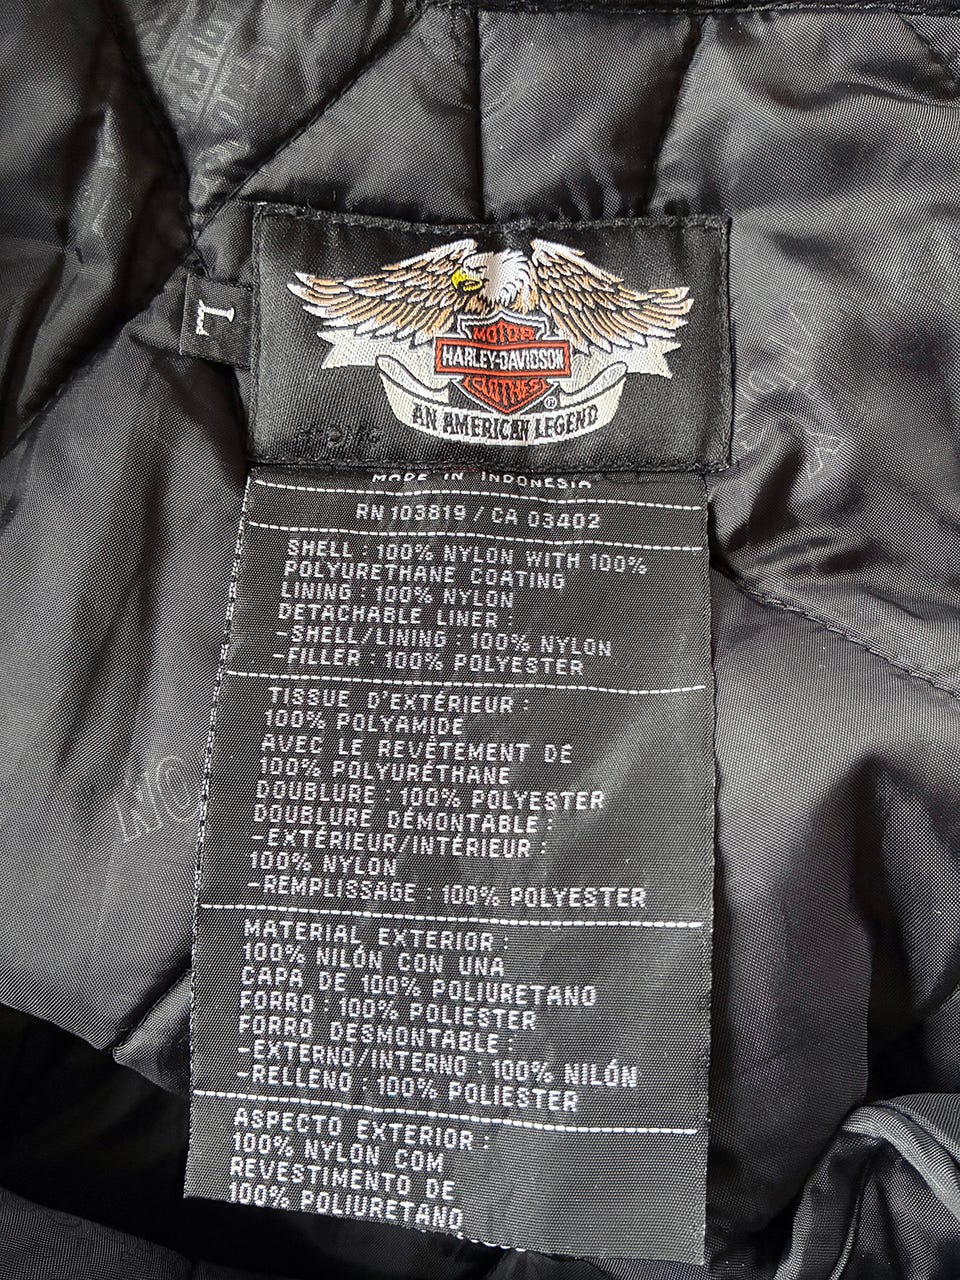 L
MOTOR
HARLEY-DAVIDSON
CLOTHES
AN AMERICAN LEGEND
MADE IN INDONESIA
RN 103819 / CA 03402
SHELL : 100% NYLON WITH 100%
POLYURETHANE COATING
LINING : 100% NYLON
DETACHABLE LINER :
-SHELL/LINING : 100% NYLON
-FILLER : 100% POLYESTER
TISSUE D'EXTÉRIEUR :
100% POLYAMIDE
AVEC LE REVÊTEMENT DE
100% POLYURÉTHANE
DOUBLURE : 100% POLYESTER
DOUBLURE DÉMONTABLE :
-EXTÉRIEUR/INTÉRIEUR :
100% NYLON
-REMPLISSAGE : 100% POLYESTER
MATERIAL EXTERIOR :
100% NILÓN CON UNA
CAPA DE 100% POLIURETANO
FORRO : 100% POLIESTER
FORRO DESMONTABLE :
-EXTERNO/INTERNO : 100% NILÓN
-RELLENO : 100% POLIESTER
ASPECTO EXTERIOR :
100% NYLON COM
REVESTIMENTO DE
100% POLIURETANO